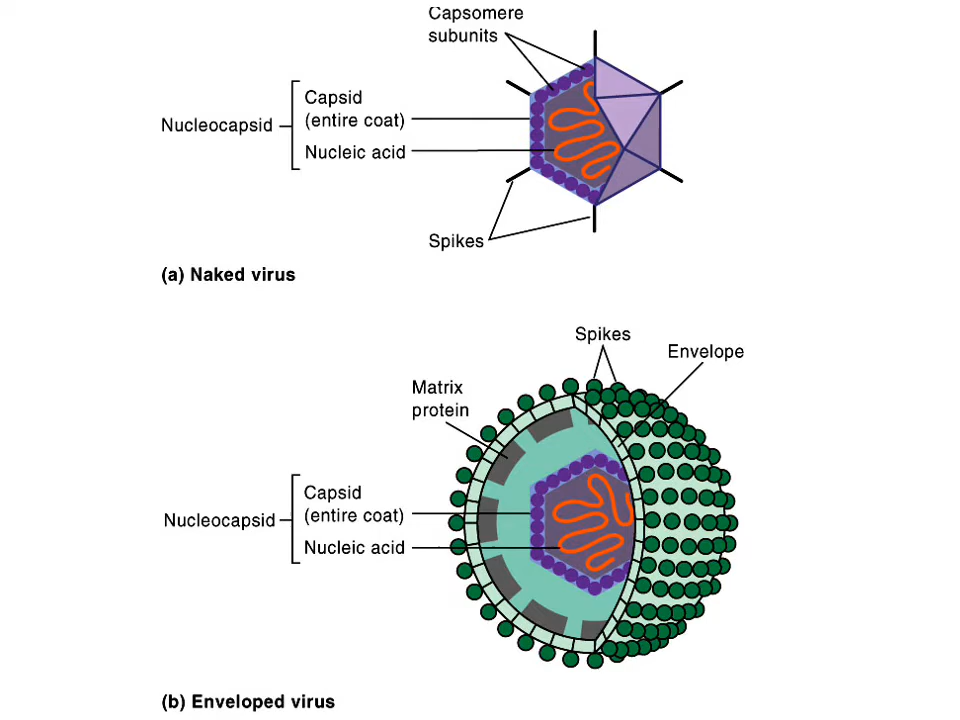 Capsomere
subunits
Capsid
(entire coat)
Nucleocapsid
Nucleic acid
Spikes
(a) Naked virus
Spikes
Envelope
Matrix
protein
Capsid
(entire coat)
Nucleocapsid
Nucleic acid
(b) Enveloped virus